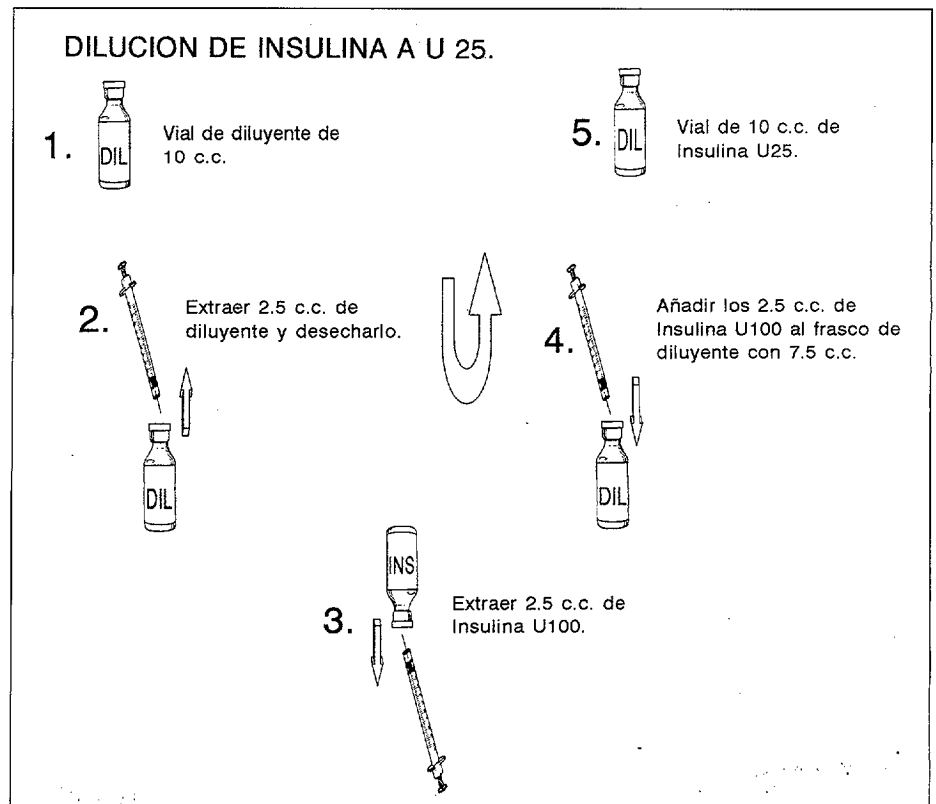 DILUCION DE INSULINA A U 25.
1.
DIL
Vial de diluyente de
10 c.c.
2.
Extraer 2.5 c.c. de
diluyente y desecharlo.
DIL
3.
INS
Extraer 2.5 c.c. de
Insulina U100.
4.
Añadir los 2.5 c.c. de
Insulina U100 al frasco de
diluyente con 7.5 c.c.
DIL
5.
DIL
Vial de 10 c.c. de
Insulina U25.